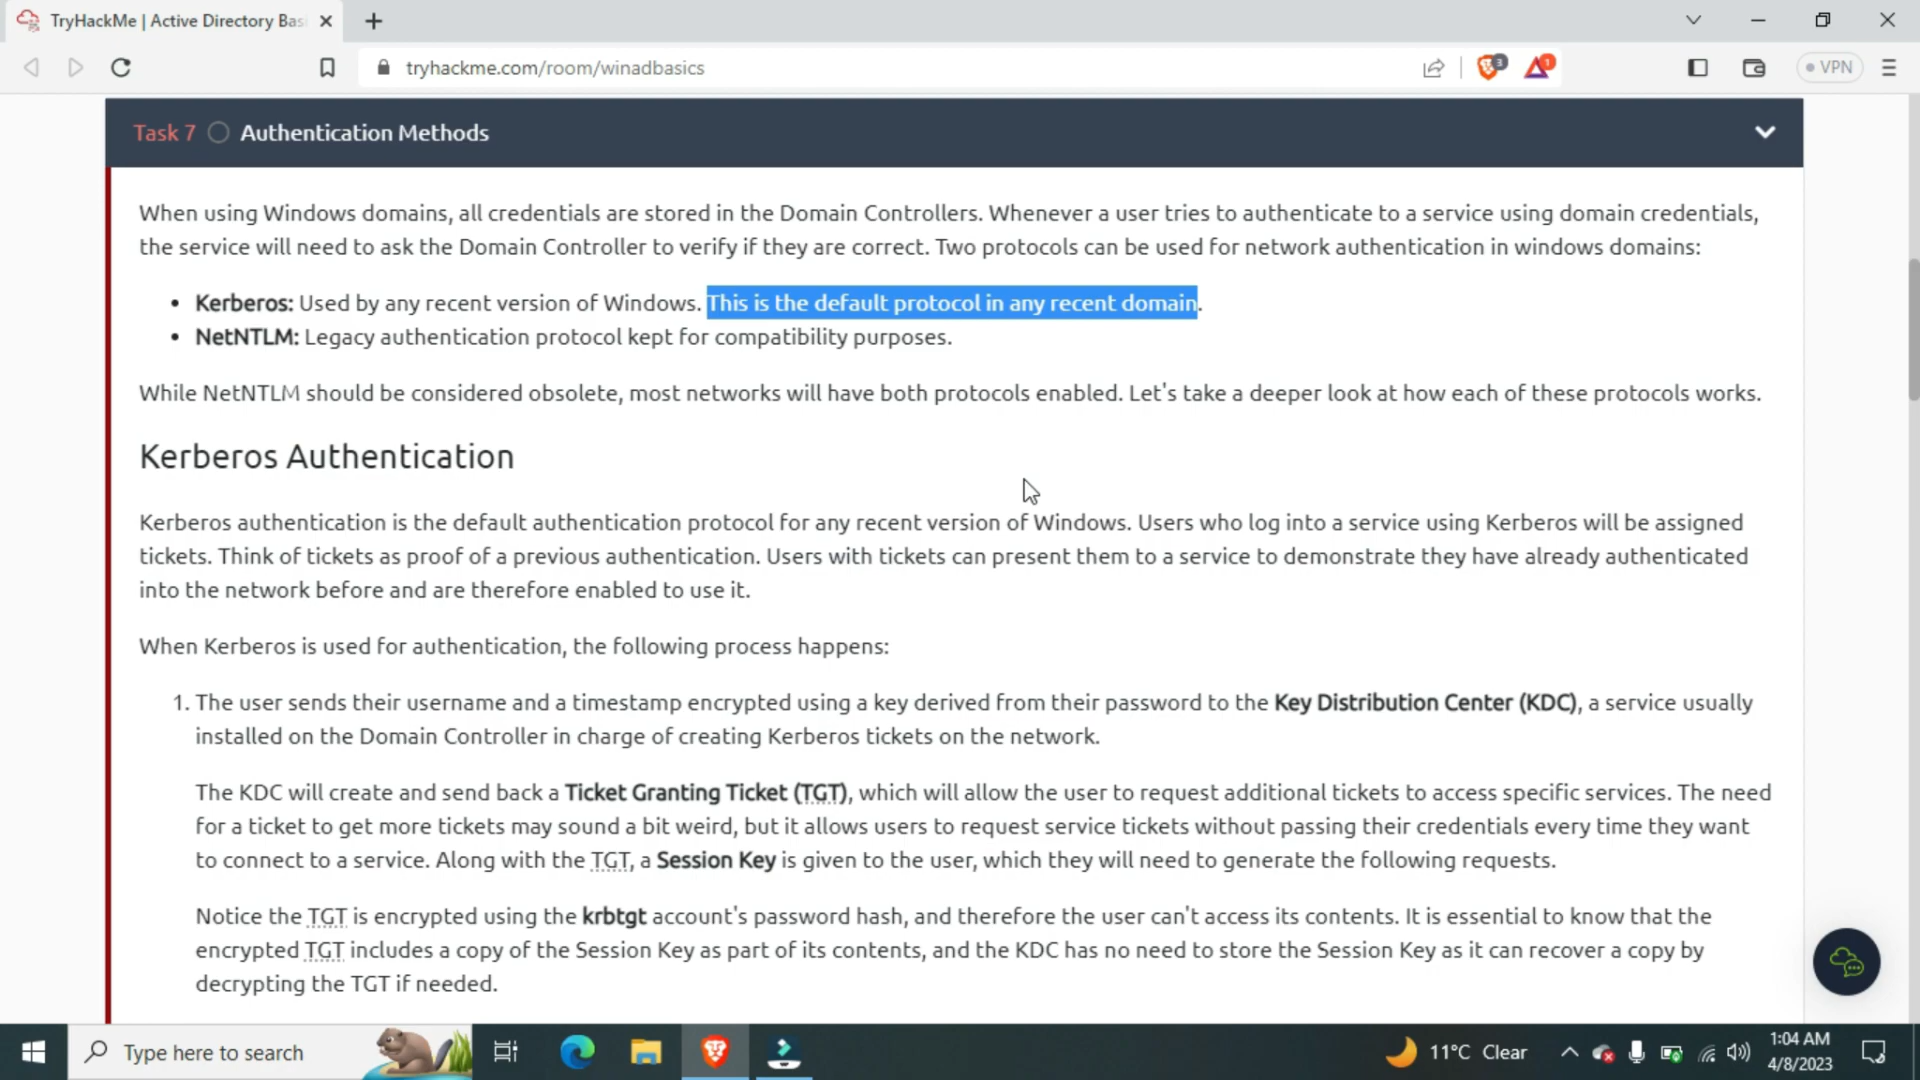 TryHackMe | Active Directory Bas
tryhackme.com/room/winadbasics
3
1
VPN
Task 7 Authentication Methods
When using Windows domains, all credentials are stored in the Domain Controllers. Whenever a user tries to authenticate to a service using domain credentials,
the service will need to ask the Domain Controller to verify if they are correct. Two protocols can be used for network authentication in windows domains:
• Kerberos: Used by any recent version of Windows. This is the default protocol in any recent domain.
• NetNTLM: Legacy authentication protocol kept for compatibility purposes.
While NetNTLM should be considered obsolete, most networks will have both protocols enabled. Let's take a deeper look at how each of these protocols works.
Kerberos Authentication
Kerberos authentication is the default authentication protocol for any recent version of Windows. Users who log into a service using Kerberos will be assigned
tickets. Think of tickets as proof of a previous authentication. Users with tickets can present them to a service to demonstrate they have already authenticated
into the network before and are therefore enabled to use it.
When Kerberos is used for authentication, the following process happens:
1. The user sends their username and a timestamp encrypted using a key derived from their password to the Key Distribution Center (KDC), a service usually
installed on the Domain Controller in charge of creating Kerberos tickets on the network.
The KDC will create and send back a Ticket Granting Ticket (TGT), which will allow the user to request additional tickets to access specific services. The need
for a ticket to get more tickets may sound a bit weird, but it allows users to request service tickets without passing their credentials every time they want
to connect to a service. Along with the TGT, a Session Key is given to the user, which they will need to generate the following requests.
Notice the TGT is encrypted using the krbtgt account's password hash, and therefore the user can't access its contents. It is essential to know that the
encrypted TGT includes a copy of the Session Key as part of its contents, and the KDC has no need to store the Session Key as it can recover a copy by
decrypting the TGT if needed.
Type here to search
11°C Clear
1:04 AM
4/8/2023